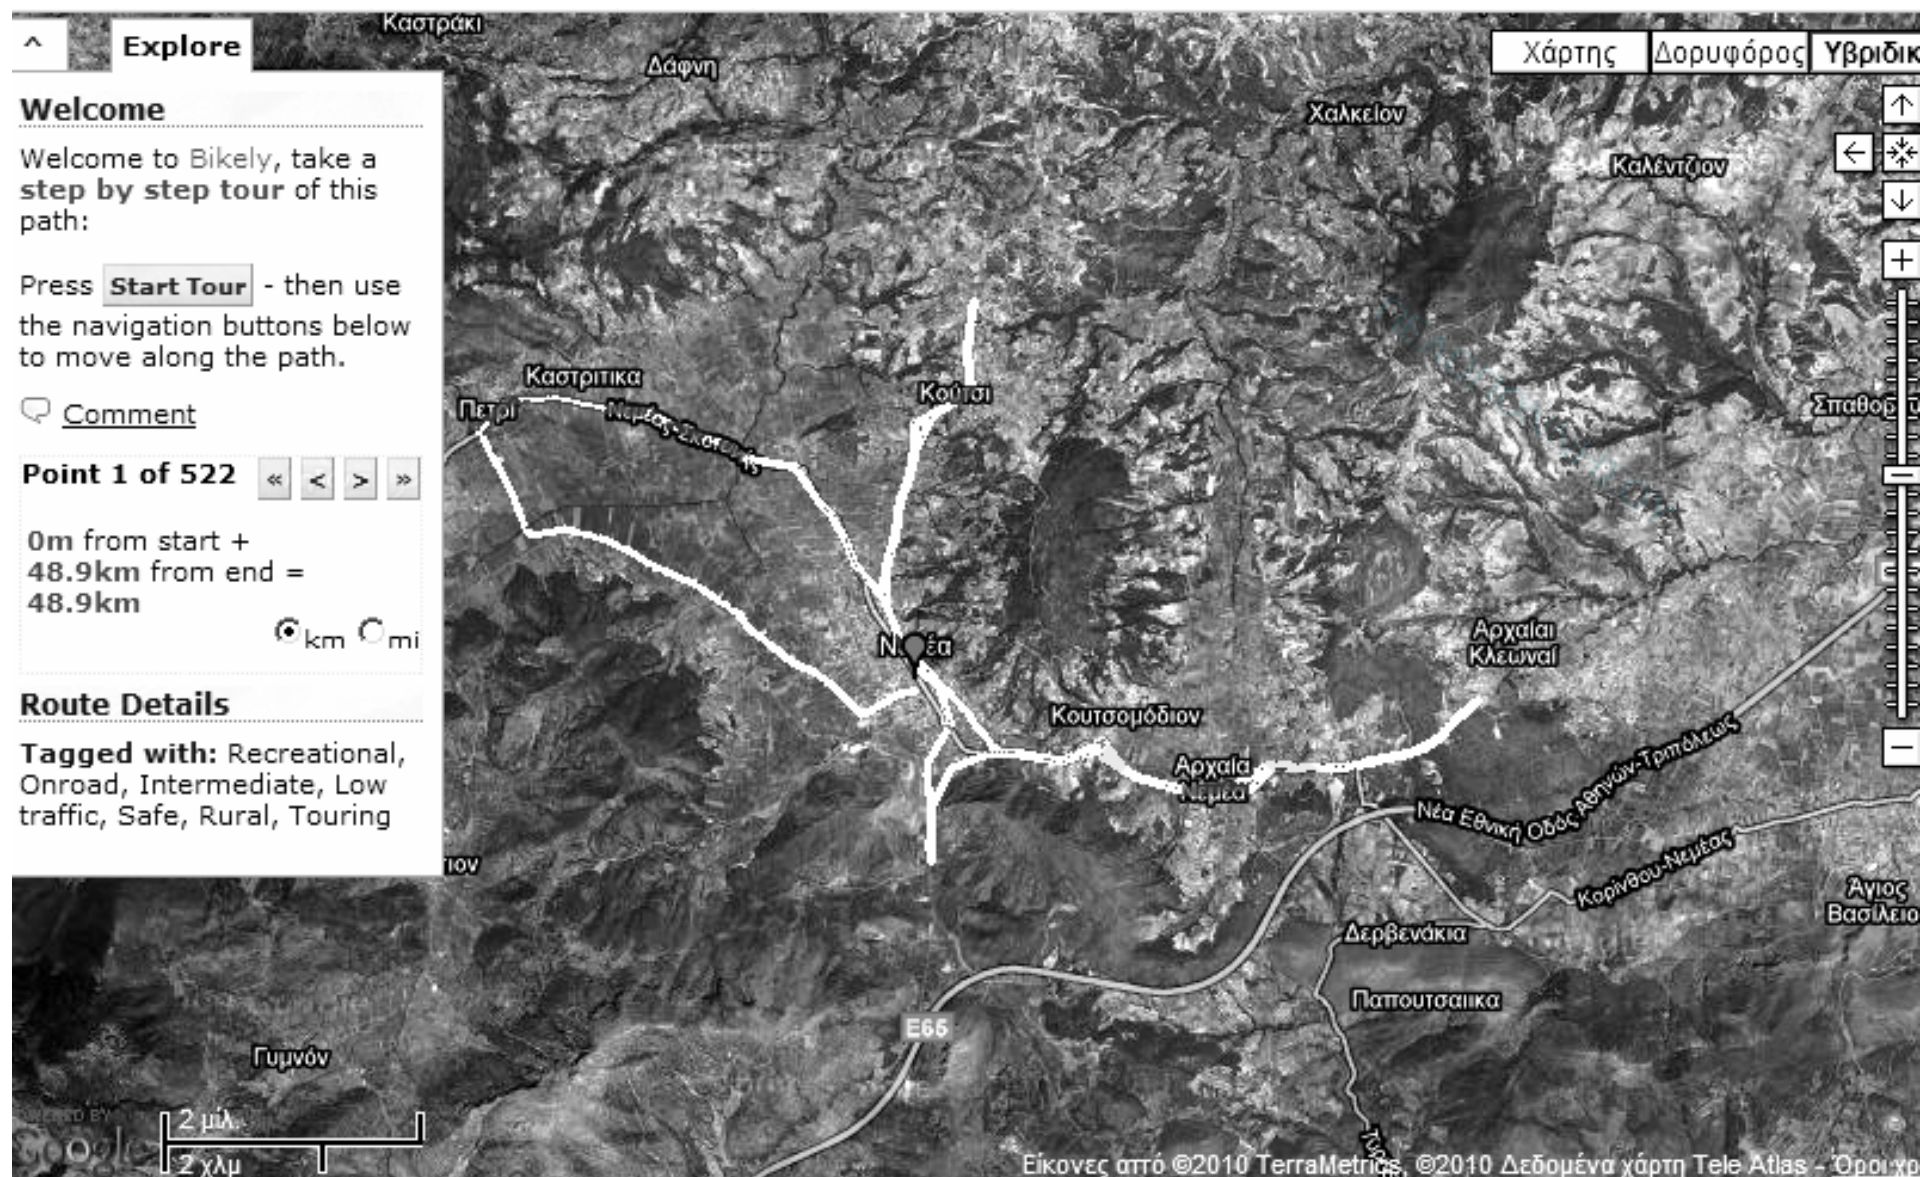 Explore
Welcome
Welcome to Bikely, take a
step by step tour of this
path:
Press Start Tour - then use
the navigation buttons below
to move along the path.
Comment
Point 1 of 522 « < > »
0m from start +
48.9km from end =
48.9km
km mi
Route Details
Tagged with: Recreational,
Onroad, Intermediate, Low
traffic, Safe, Rural, Touring
Χάρτης Δορυφόρος
Καστράκι
Δάφνη
Χαλκείον
Καλέντζιον
Καστριτικα
Πετρί
Κούτσι
Αρχαίαι
Κλεωναί
Κουτσομόδιον
Αρχαία
Νεμέα
Νέα Εθνική Οδός Αθηνών-Τριπόλεως
Κορίνθου-Νεμέας
Άγιος
Δερβενάκια
Παπουτσαιικα
E65
Γυμνόν
POWERED BY
Google
2 μίλ.
2 χλμ
Εικόνες από ©2010 TerraMetrics, ©2010 Δεδομένα χάρτη Tele Atlas -